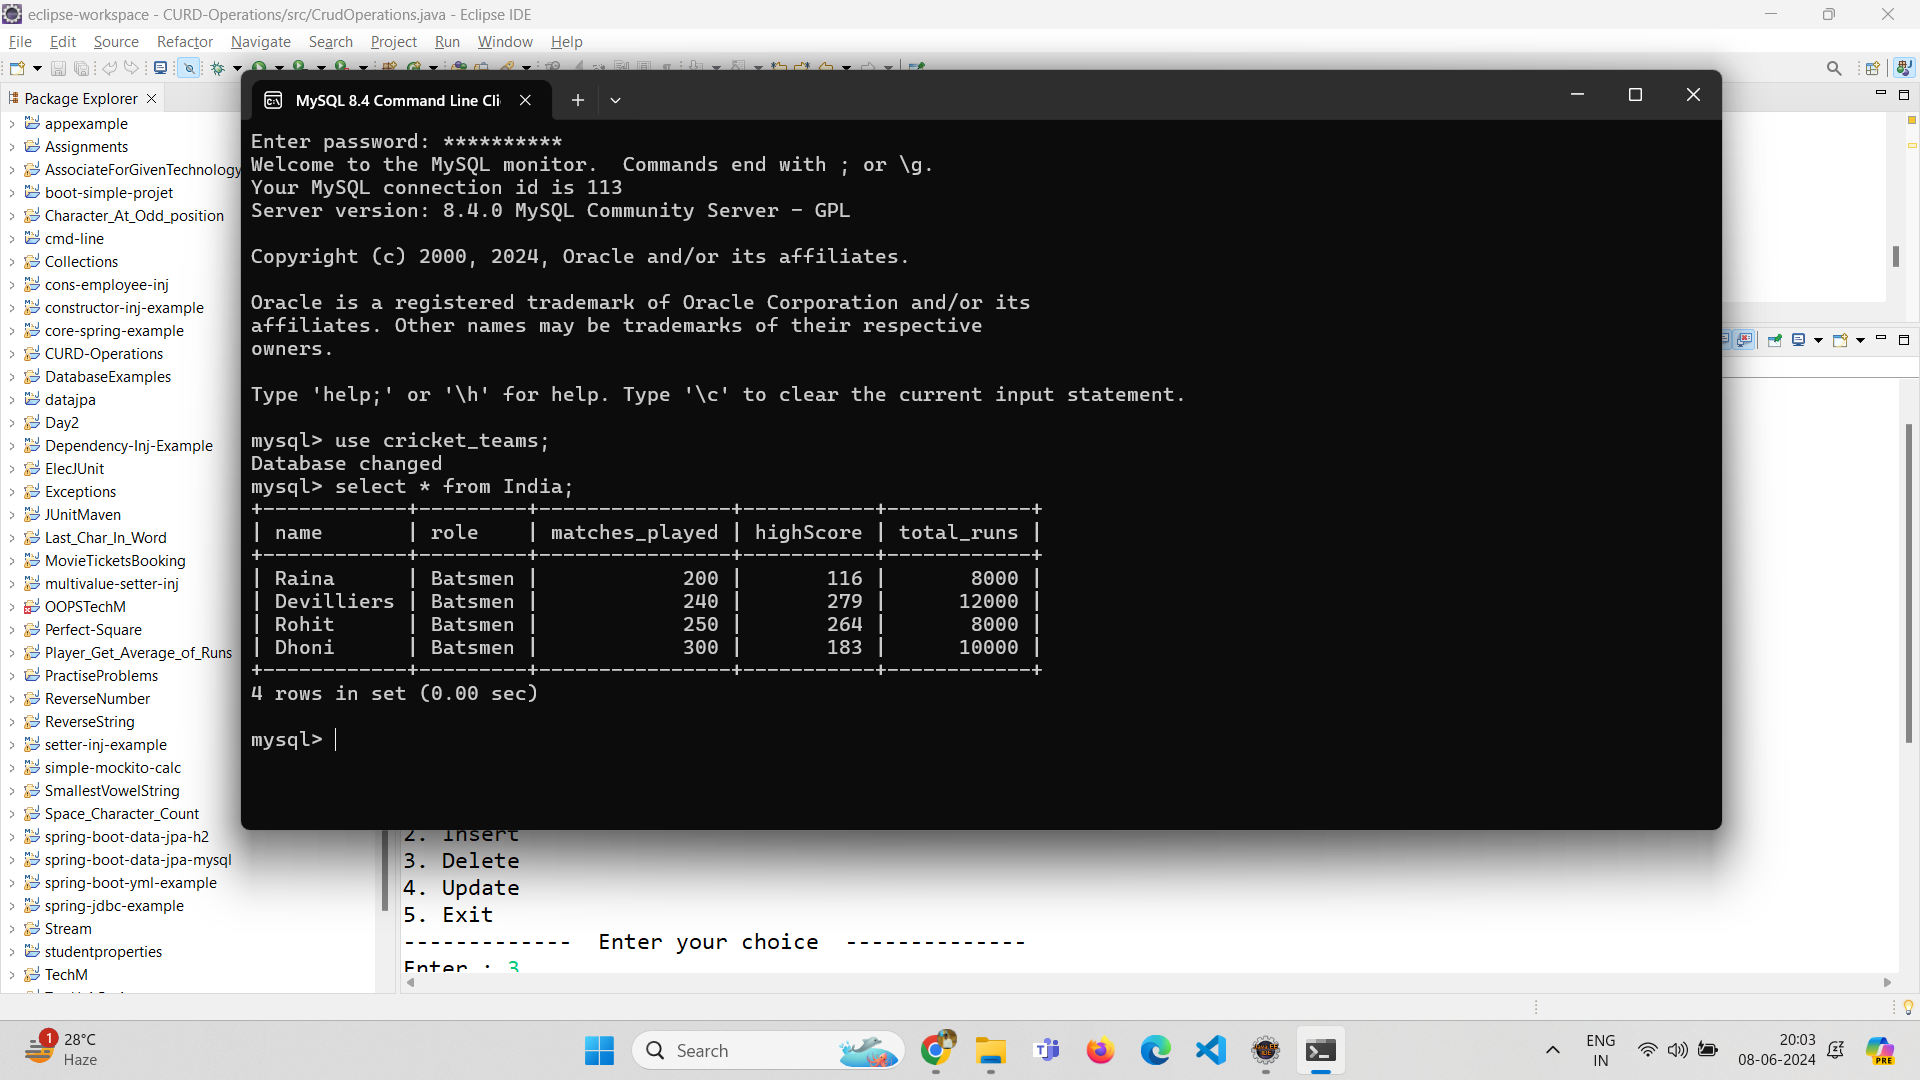 eclipse-workspace - CURD-Operations/src/CrudOperations.java - Eclipse IDE
File Edit Source Refactor Navigate Search Project Run Window Help
Package Explorer
appexample
Assignments
AssociateForGivenTechnology
boot-simple-projet
Character_At_Odd_position
cmd-line
Collections
cons-employee-inj
constructor-inj-example
core-spring-example
CURD-Operations
DatabaseExamples
datajpa
Day2
Dependency-Inj-Example
ElecJUnit
Exceptions
JUnitMaven
Last_Char_In_Word
MovieTicketsBooking
multivalue-setter-inj
OOPSTechM
Perfect-Square
Player_Get_Average_of_Runs
PractiseProblems
ReverseNumber
ReverseString
setter-inj-example
simple-mockito-calc
SmallestVowelString
Space_Character_Count
spring-boot-data-jpa-h2
spring-boot-data-jpa-mysql
spring-boot-yml-example
spring-jdbc-example
Stream
studentproperties
TechM
MySQL 8.4 Command Line Cli
Enter password: **********
Welcome to the MySQL monitor.  Commands end with ; or \g.
Your MySQL connection id is 113
Server version: 8.4.0 MySQL Community Server - GPL
Copyright (c) 2000, 2024, Oracle and/or its affiliates.
Oracle is a registered trademark of Oracle Corporation and/or its
affiliates. Other names may be trademarks of their respective
owners.
Type 'help;' or '\h' for help. Type '\c' to clear the current input statement.
mysql> use cricket_teams;
Database changed
mysql> select * from India;
+------------+---------+----------------+-----------+------------+
| name       | role    | matches_played | highScore | total_runs |
+------------+---------+----------------+-----------+------------+
| Raina      | Batsmen |            200 |       116 |       8000 |
| Devilliers | Batsmen |            240 |       279 |      12000 |
| Rohit      | Batsmen |            250 |       264 |       8000 |
| Dhoni      | Batsmen |            300 |       183 |      10000 |
+------------+---------+----------------+-----------+------------+
4 rows in set (0.00 sec)
mysql>
2. Insert
3. Delete
4. Update
5. Exit
-------------  Enter your choice  --------------
Enter : 3
1
28°C
Haze
Search
ENG
IN
20:03
08-06-2024
PRE